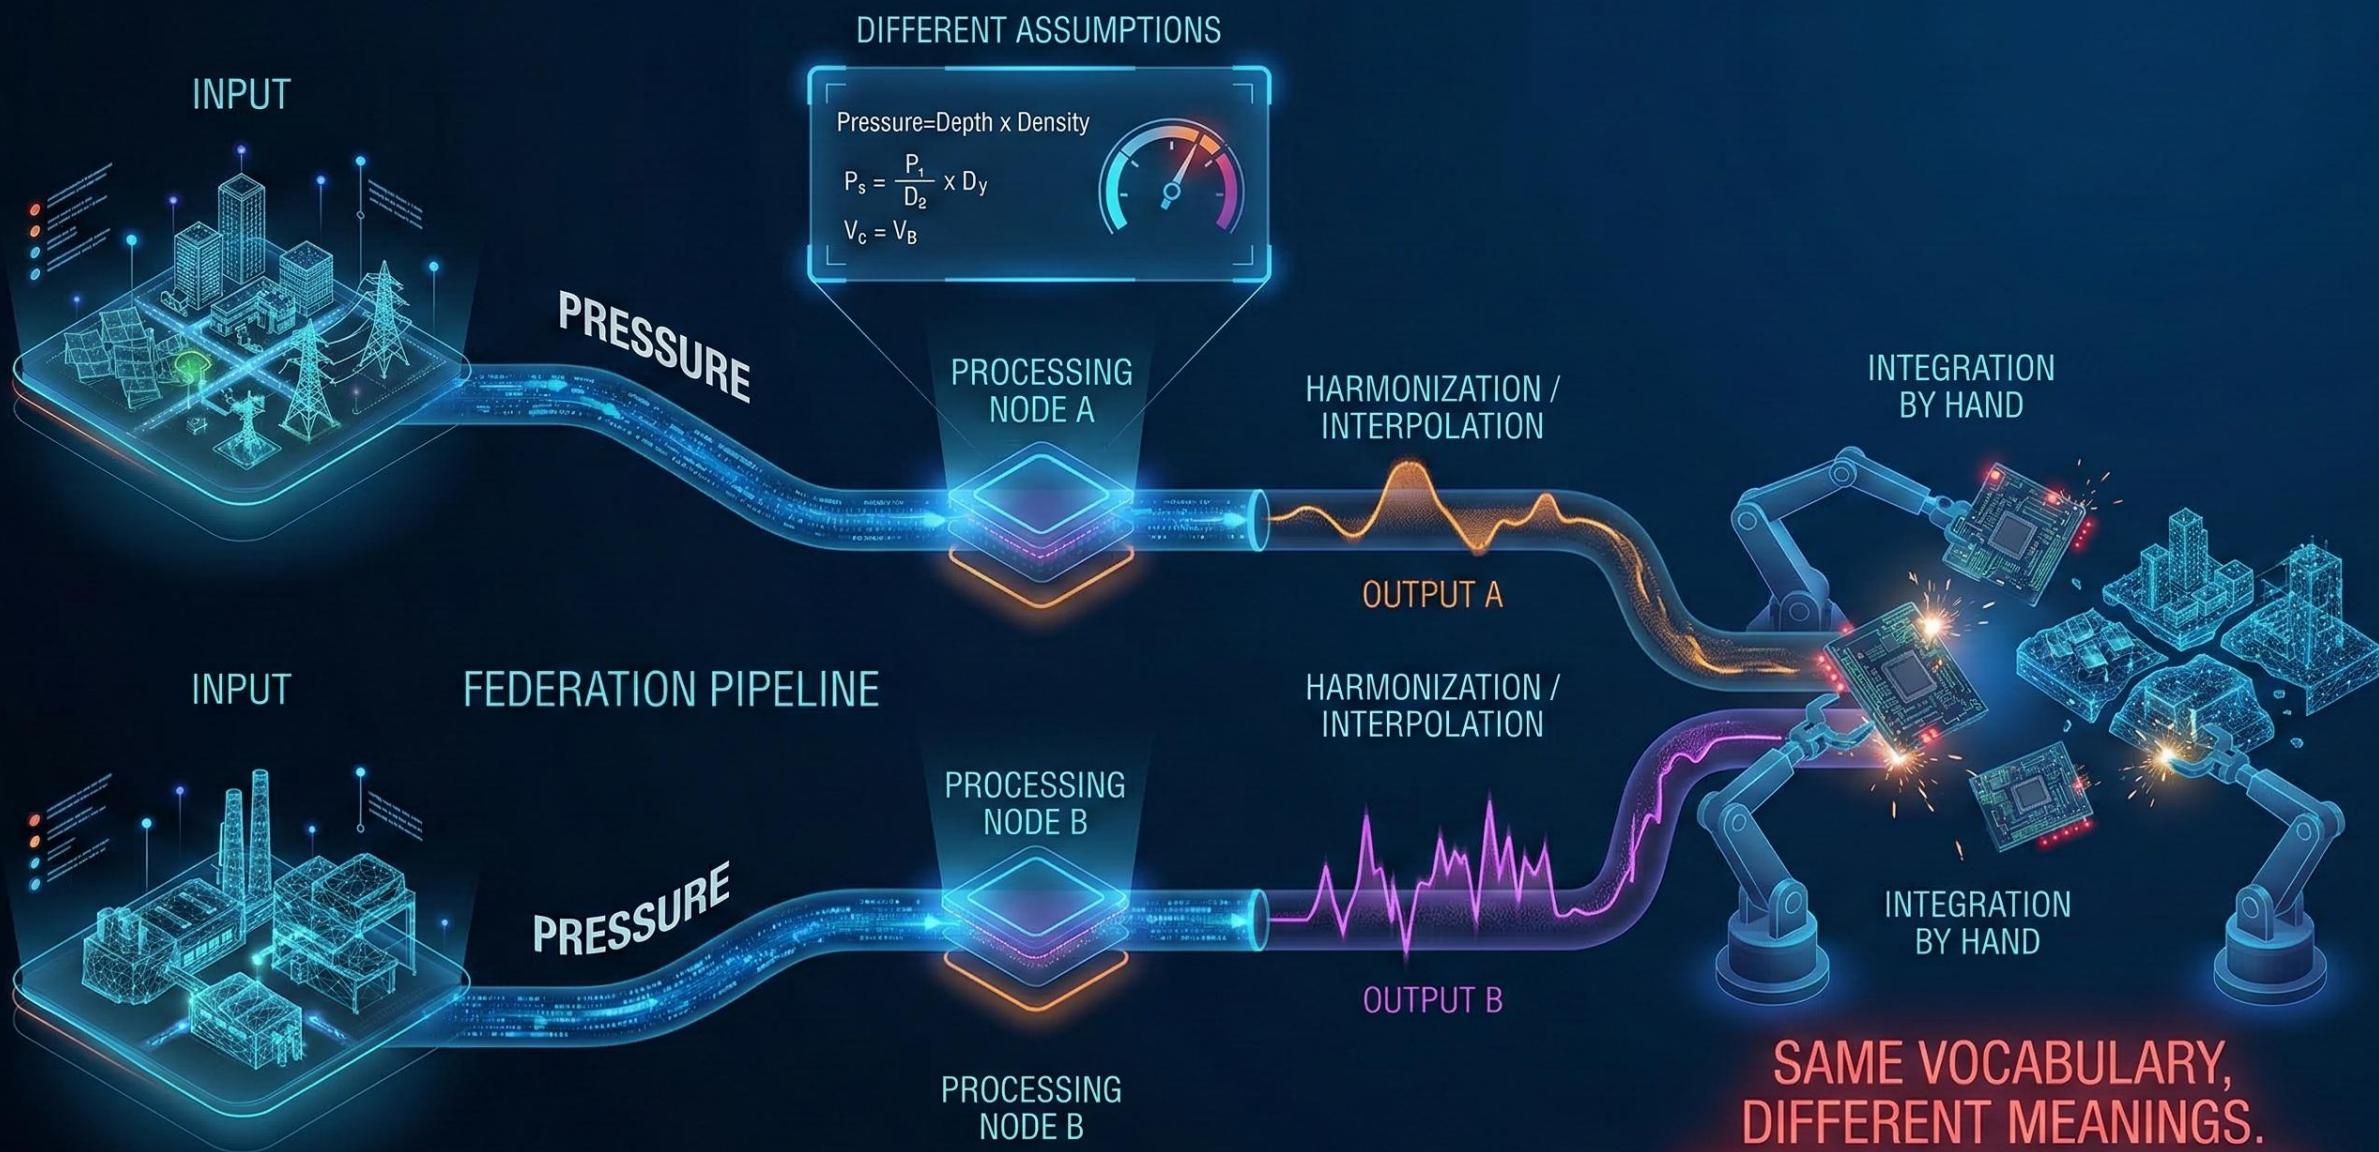 DIFFERENT ASSUMPTIONS
INPUT
Pressure=Depth x Density
Pₛ = P₁ / D₂ x Dᵧ
V_C = V_B
PRESSURE
PROCESSING
NODE A
HARMONIZATION /
INTERPOLATION
INTEGRATION
BY HAND
OUTPUT A
INPUT
FEDERATION PIPELINE
HARMONIZATION /
INTERPOLATION
PROCESSING
NODE B
PRESSURE
INTEGRATION
BY HAND
OUTPUT B
PROCESSING
NODE B
SAME VOCABULARY,
DIFFERENT MEANINGS.